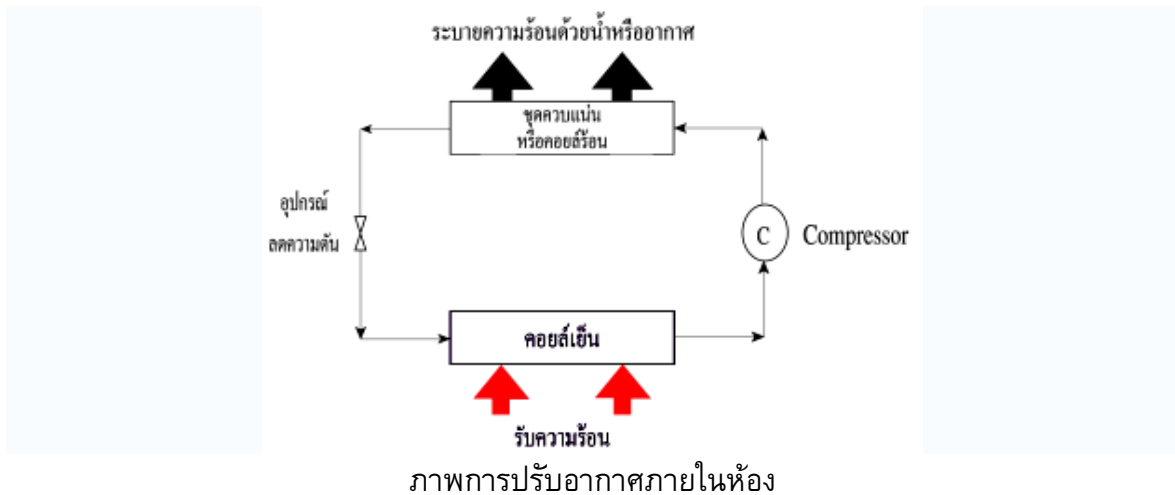 ระบายความร้อนด้วยน้ำหรืออากาศ
ชุดควบแน่น
หรือคอยล์ร้อน
อุปกรณ์
ลดความดัน
C
Compressor
คอยล์เย็น
รับความร้อน
ภาพการปรับอากาศภายในห้อง